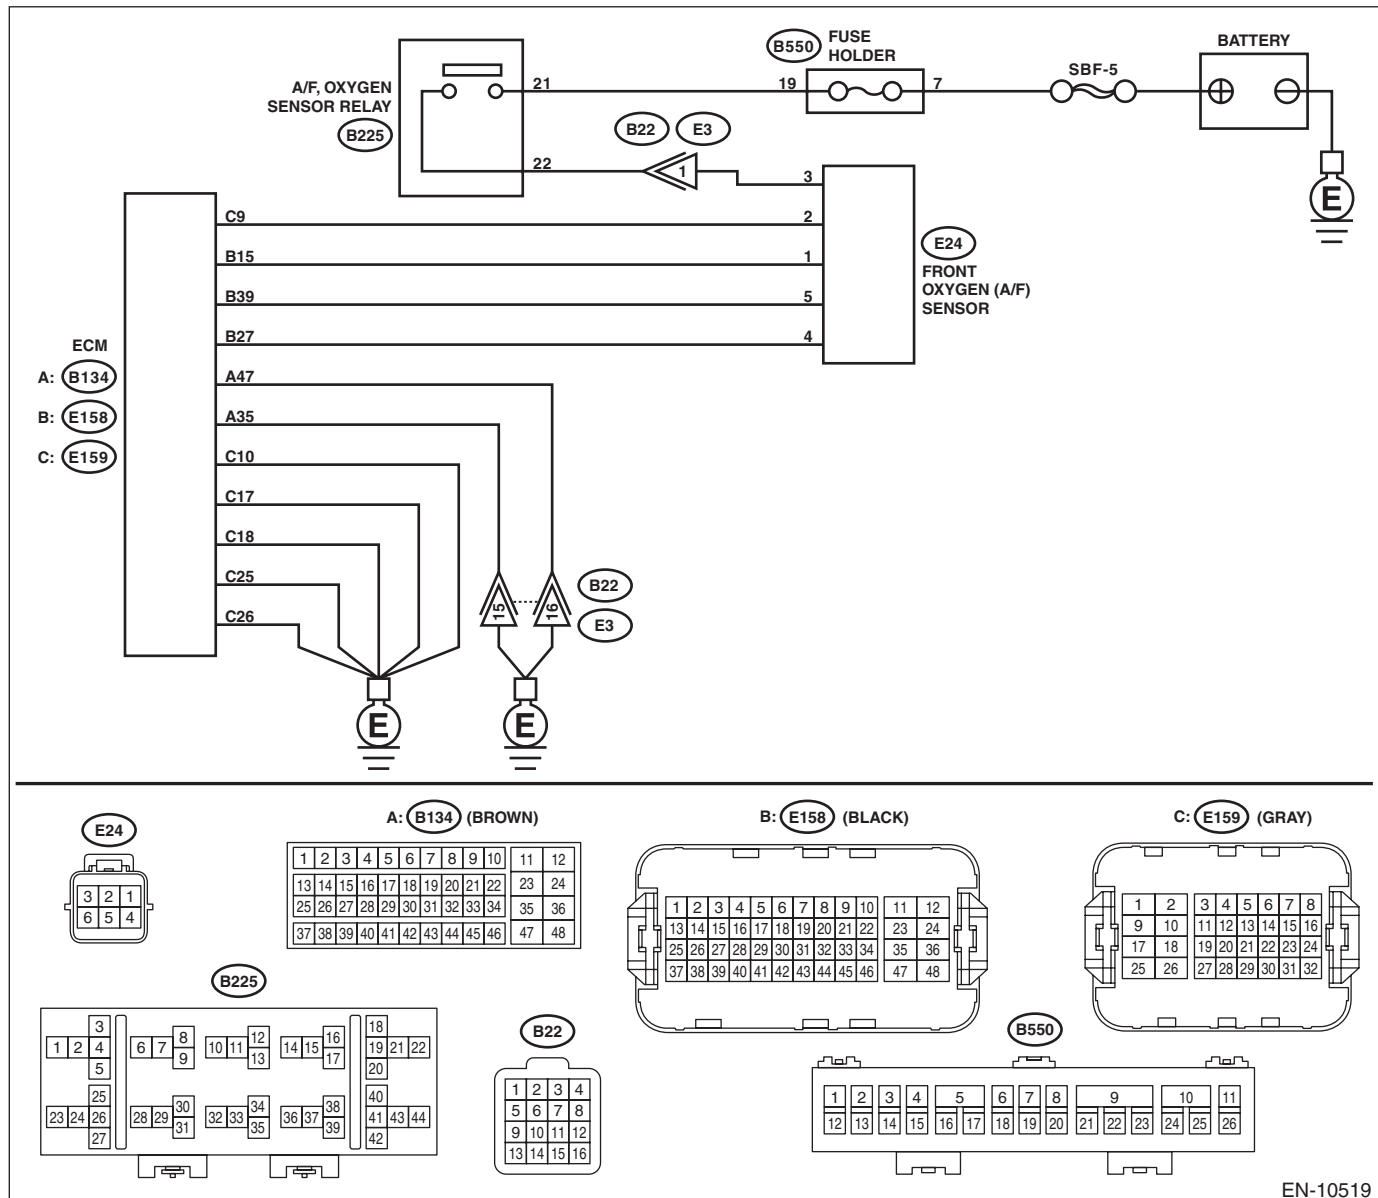 B550 FUSE HOLDER
BATTERY
SBF-5
A/F, OXYGEN SENSOR RELAY
B225
21
19
7
B22 E3
22
1
3
E
C9
2
B15
1
E24
FRONT OXYGEN (A/F) SENSOR
B39
5
B27
4
ECM
A: B134
B: E158
C: E159
A47
A35
C10
C17
C18
C25
C26
15
16
B22
E3
E
E
E24
3 2 1
6 5 4
A: B134 (BROWN)
1 2 3 4 5 6 7 8 9 10 11 12
13 14 15 16 17 18 19 20 21 22 23 24
25 26 27 28 29 30 31 32 33 34 35 36
37 38 39 40 41 42 43 44 45 46 47 48
B: E158 (BLACK)
1 2 3 4 5 6 7 8 9 10 11 12
13 14 15 16 17 18 19 20 21 22 23 24
25 26 27 28 29 30 31 32 33 34 35 36
37 38 39 40 41 42 43 44 45 46 47 48
C: E159 (GRAY)
1 2 3 4 5 6 7 8
9 10 11 12 13 14 15 16
17 18 19 20 21 22 23 24
25 26 27 28 29 30 31 32
B225
3 8 12 16 18
1 2 4 6 7 9 10 11 13 14 15 17 19 21 22
5 20
25 30 34 38 40
23 24 26 28 29 31 32 33 35 36 37 39 41 43 44
27 42
B22
1 2 3 4
5 6 7 8
9 10 11 12
13 14 15 16
B550
1 2 3 4 5 6 7 8 9 10 11
12 13 14 15 16 17 18 19 20 21 22 23 24 25 26
EN-10519